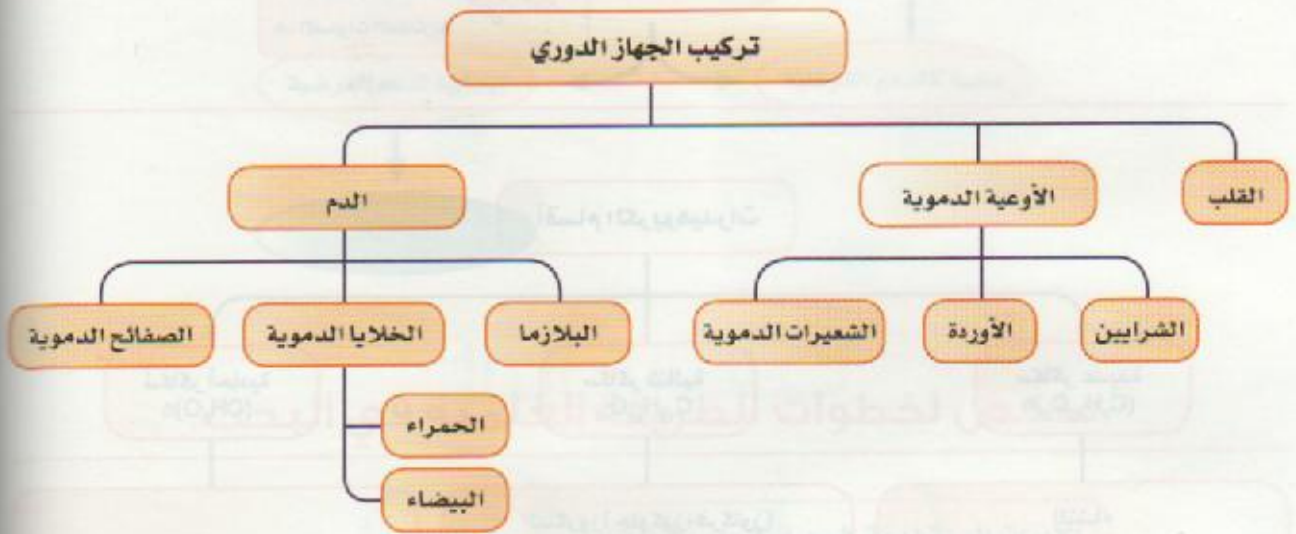 تركيب الجهاز الدوري
القلب
الأوعية الدموية
الدم
الشرايين
الأوردة
الشعيرات الدموية
البلازما
الخلايا الدموية
الصفائح الدموية
الحمراء
البيضاء